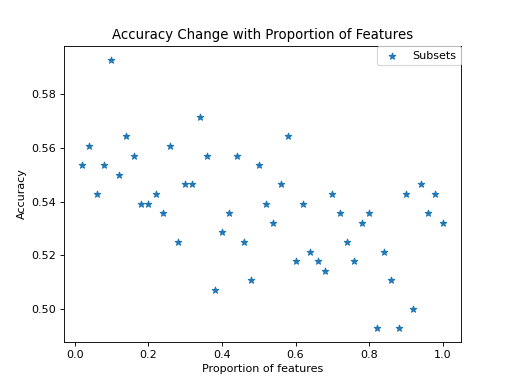 Accuracy Change with Proportion of Features
Subsets
0.58
0.56
0.54
0.52
0.50
Accuracy
0.0 0.2 0.4 0.6 0.8 1.0
Proportion of features